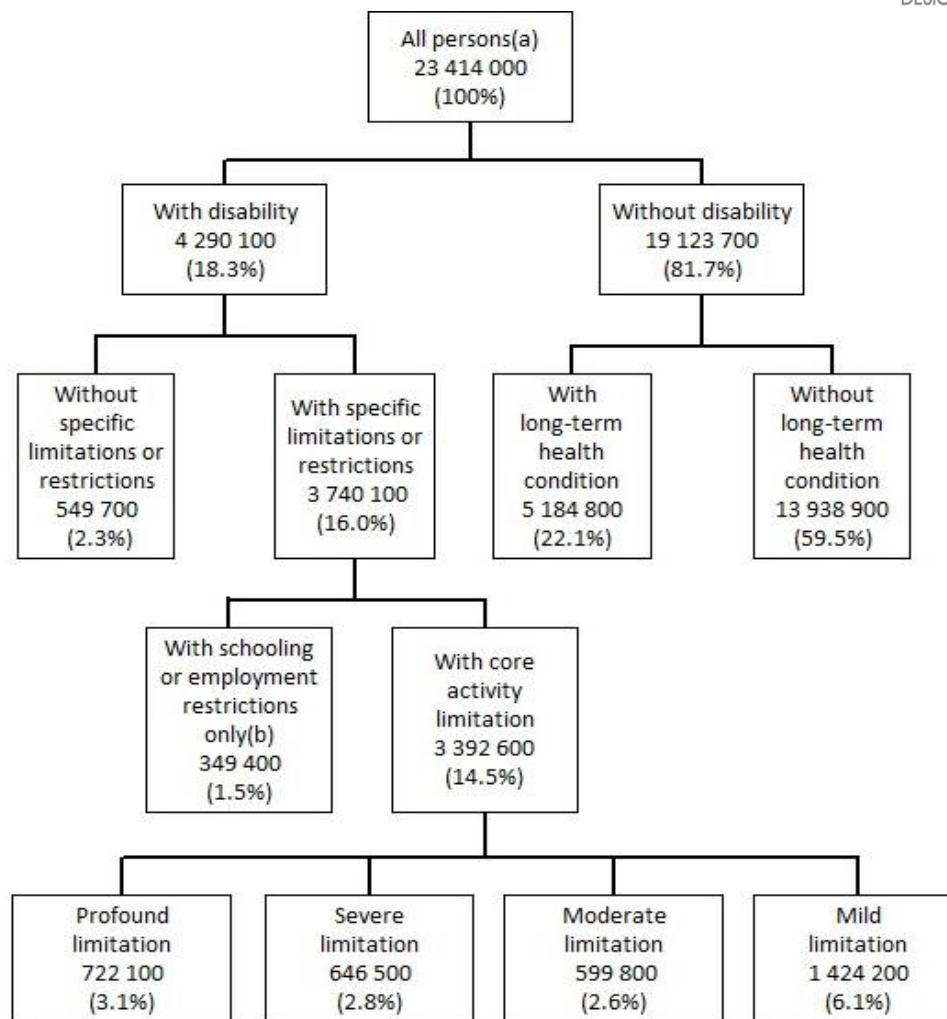 DESIG
All persons(a)
23 414 000
(100%)
With disability
4 290 100
(18.3%)
Without disability
19 123 700
(81.7%)
Without
specific
limitations or
restrictions
549 700
(2.3%)
With specific
limitations or
restrictions
3 740 100
(16.0%)
With
long-term
health
condition
5 184 800
(22.1%)
Without
long-term
health
condition
13 938 900
(59.5%)
With schooling
or employment
restrictions
only(b)
349 400
(1.5%)
With core
activity
limitation
3 392 600
(14.5%)
Profound
limitation
722 100
(3.1%)
Severe
limitation
646 500
(2.8%)
Moderate
limitation
599 800
(2.6%)
Mild
limitation
1 424 200
(6.1%)